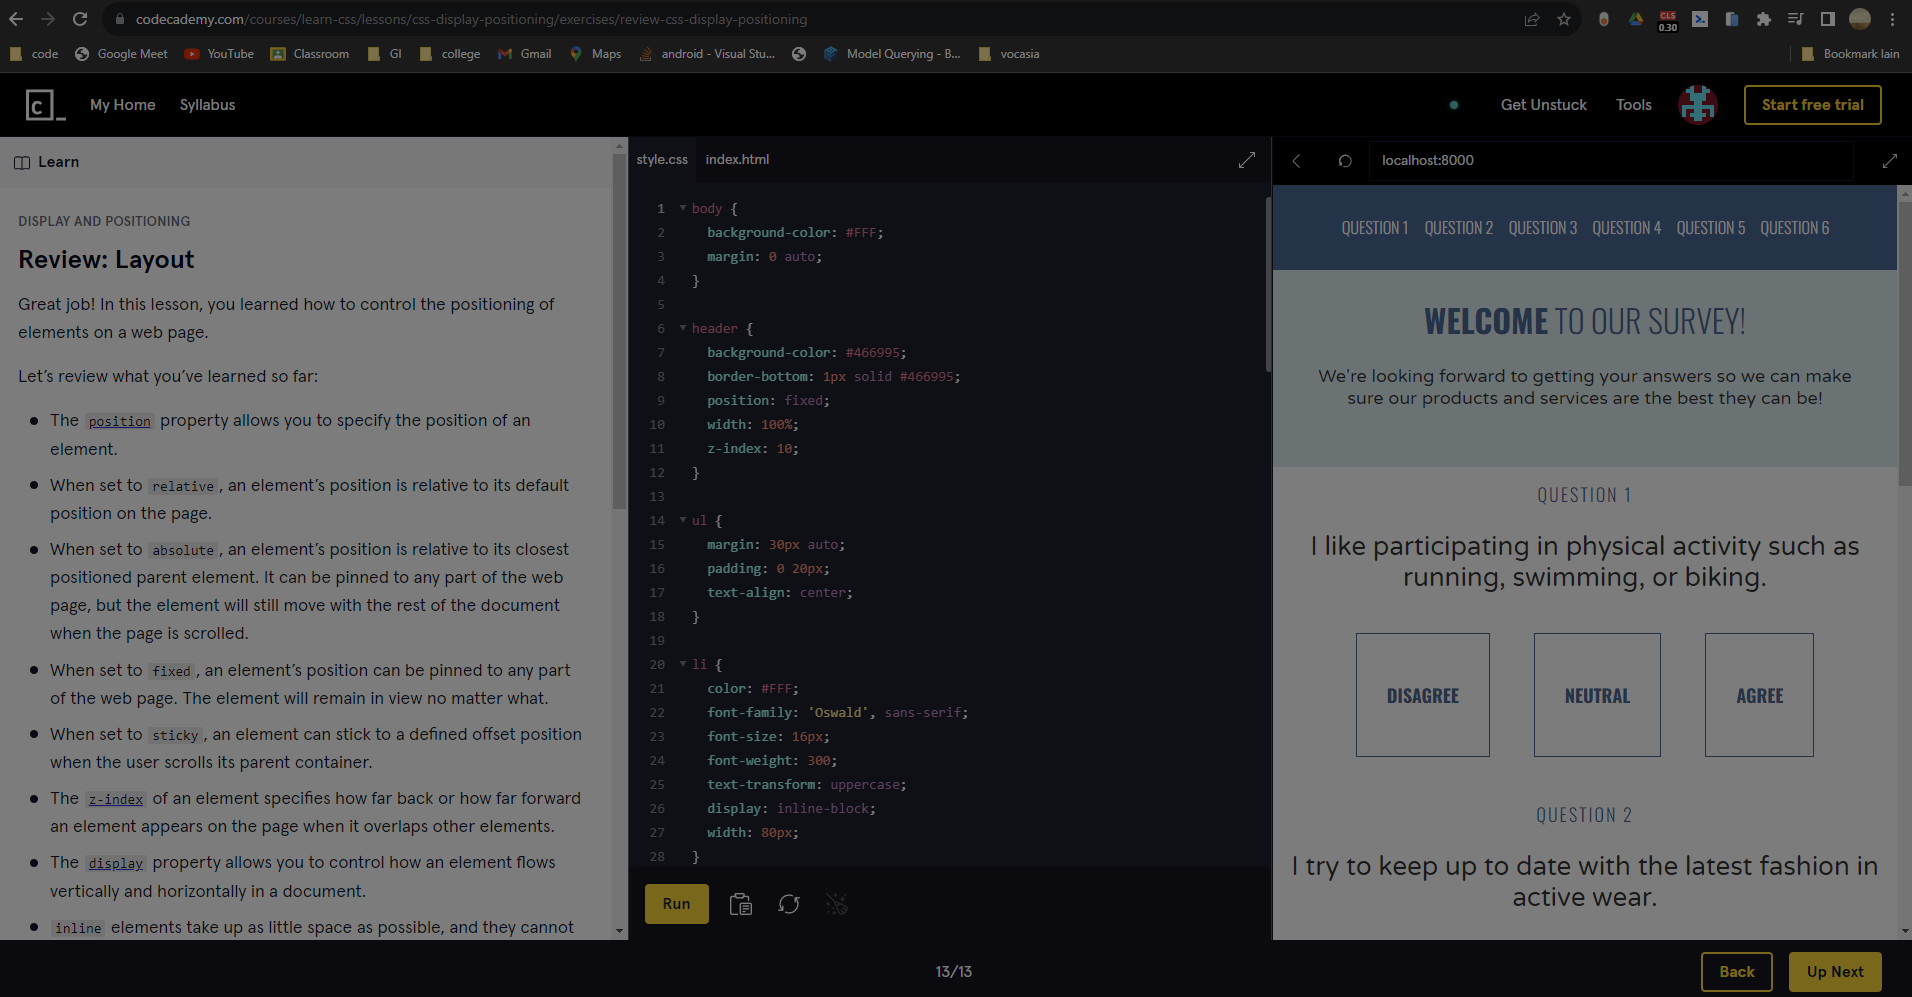 codecademy.com/courses/learn-css/lessons/css-display-positioning/exercises/review-css-display-positioning
CLS
0.30
code Google Meet YouTube Classroom GI college Gmail Maps android - Visual Stu... Model Querying - B... vocasia Bookmark lain
c_ My Home Syllabus Get Unstuck Tools Start free trial
Learn
DISPLAY AND POSITIONING
Review: Layout
Great job! In this lesson, you learned how to control the positioning of
elements on a web page.
Let's review what you've learned so far:
The position property allows you to specify the position of an
element.
When set to relative, an element's position is relative to its default
position on the page.
When set to absolute, an element's position is relative to its closest
positioned parent element. It can be pinned to any part of the web
page, but the element will still move with the rest of the document
when the page is scrolled.
When set to fixed, an element's position can be pinned to any part
of the web page. The element will remain in view no matter what.
When set to sticky, an element can stick to a defined offset position
when the user scrolls its parent container.
The z-index of an element specifies how far back or how far forward
an element appears on the page when it overlaps other elements.
The display property allows you to control how an element flows
vertically and horizontally in a document.
inline elements take up as little space as possible, and they cannot
style.css index.html
1 body {
2 background-color: #FFF;
3 margin: 0 auto;
4 }
5
6 header {
7 background-color: #466995;
8 border-bottom: 1px solid #466995;
9 position: fixed;
10 width: 100%;
11 z-index: 10;
12 }
13
14 ul {
15 margin: 30px auto;
16 padding: 0 20px;
17 text-align: center;
18 }
19
20 li {
21 color: #FFF;
22 font-family: 'Oswald', sans-serif;
23 font-size: 16px;
24 font-weight: 300;
25 text-transform: uppercase;
26 display: inline-block;
27 width: 80px;
28 }
Run
localhost:8000
QUESTION 1 QUESTION 2 QUESTION 3 QUESTION 4 QUESTION 5 QUESTION 6
WELCOME TO OUR SURVEY!
We're looking forward to getting your answers so we can make
sure our products and services are the best they can be!
QUESTION 1
I like participating in physical activity such as
running, swimming, or biking.
DISAGREE NEUTRAL AGREE
QUESTION 2
I try to keep up to date with the latest fashion in
active wear.
13/13
Back Up Next